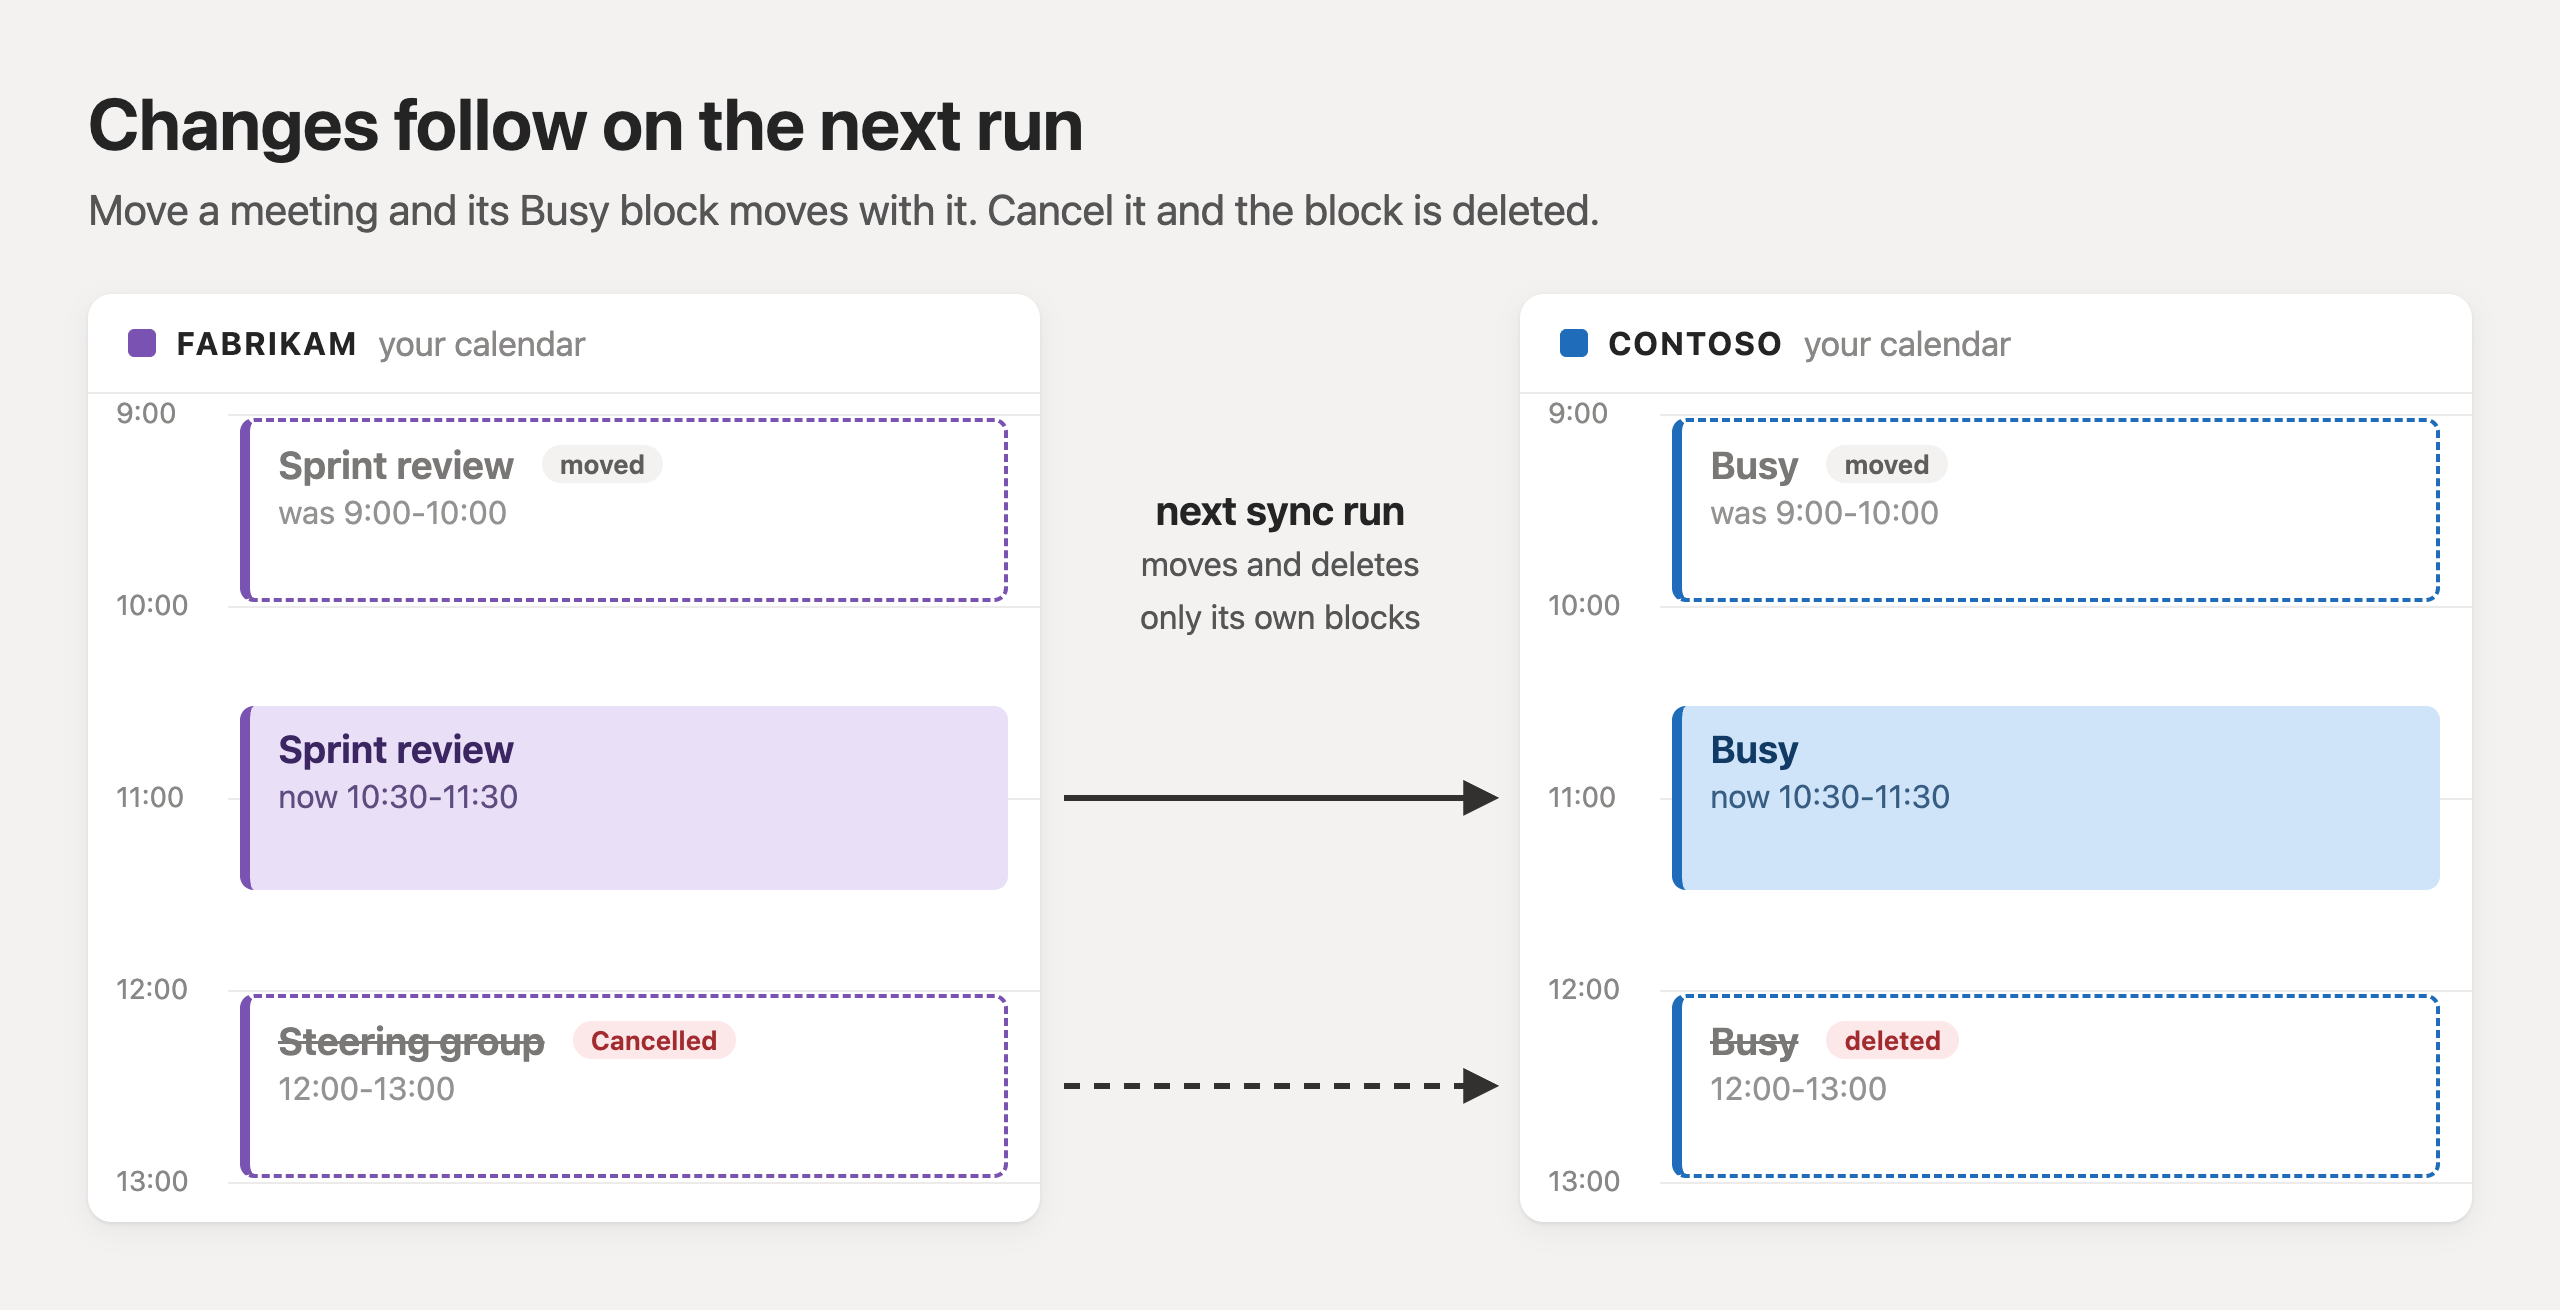 Changes follow on the next run
Move a meeting and its Busy block moves with it. Cancel it and the block is deleted.
FABRIKAM your calendar
9:00
Sprint review moved
was 9:00-10:00
10:00
Sprint review
11:00
now 10:30-11:30
12:00
Steering group Cancelled
12:00-13:00
13:00
next sync run
moves and deletes
only its own blocks
CONTOSO your calendar
9:00
Busy moved
was 9:00-10:00
10:00
Busy
11:00
now 10:30-11:30
12:00
Busy deleted
12:00-13:00
13:00